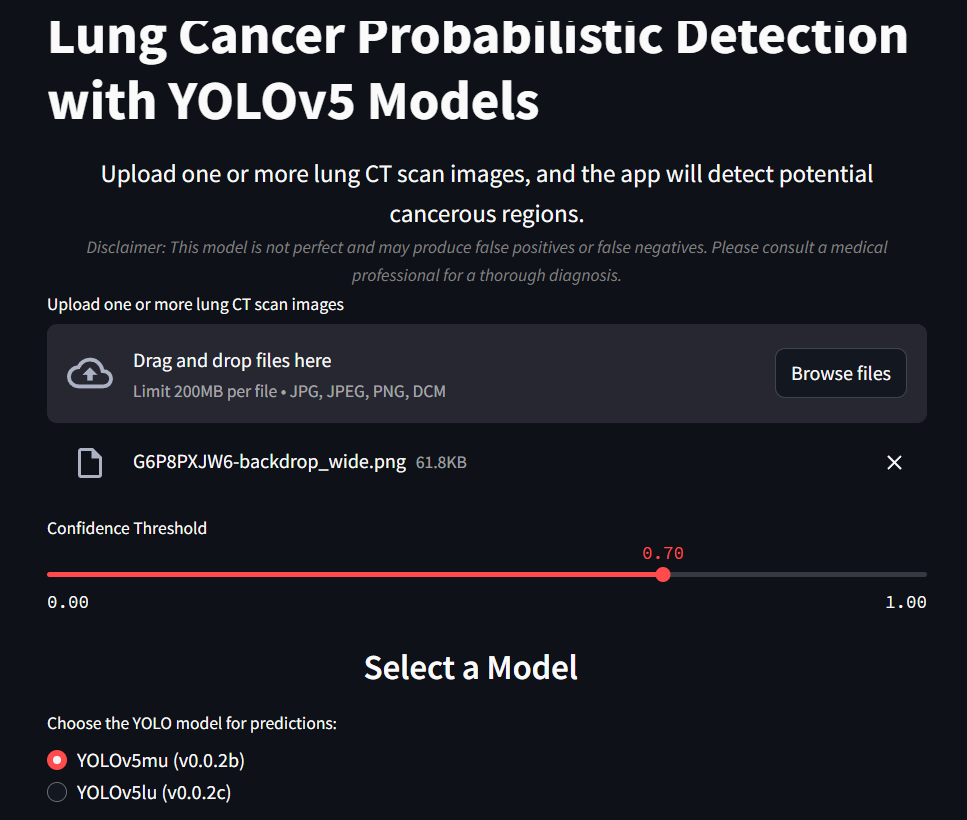 Lung Cancer Probabilistic Detection
with YOLOv5 Models
Upload one or more lung CT scan images, and the app will detect potential
cancerous regions.
Disclaimer: This model is not perfect and may produce false positives or false negatives. Please consult a medical
professional for a thorough diagnosis.
Upload one or more lung CT scan images
Drag and drop files here
Limit 200MB per file • JPG, JPEG, PNG, DCM
Browse files
G6P8PXJW6-backdrop_wide.png 61.8KB
Confidence Threshold
0.70
0.00 1.00
Select a Model
Choose the YOLO model for predictions:
YOLOv5mu (v0.0.2b)
YOLOv5lu (v0.0.2c)